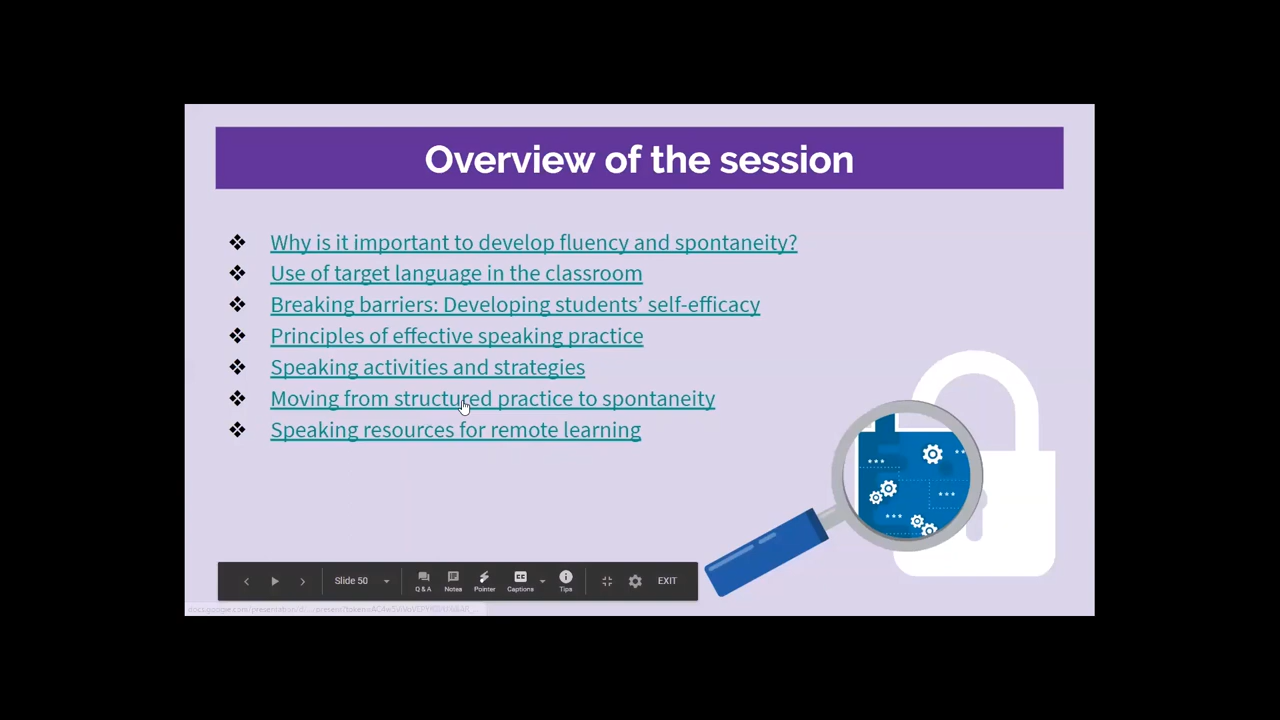 Overview of the session
❖ Why is it important to develop fluency and spontaneity?
❖ Use of target language in the classroom
❖ Breaking barriers: Developing students’ self-efficacy
❖ Principles of effective speaking practice
❖ Speaking activities and strategies
❖ Moving from structured practice to spontaneity
❖ Speaking resources for remote learning
Slide 50 Q & A Notes Pointer CC Captions Tips EXIT